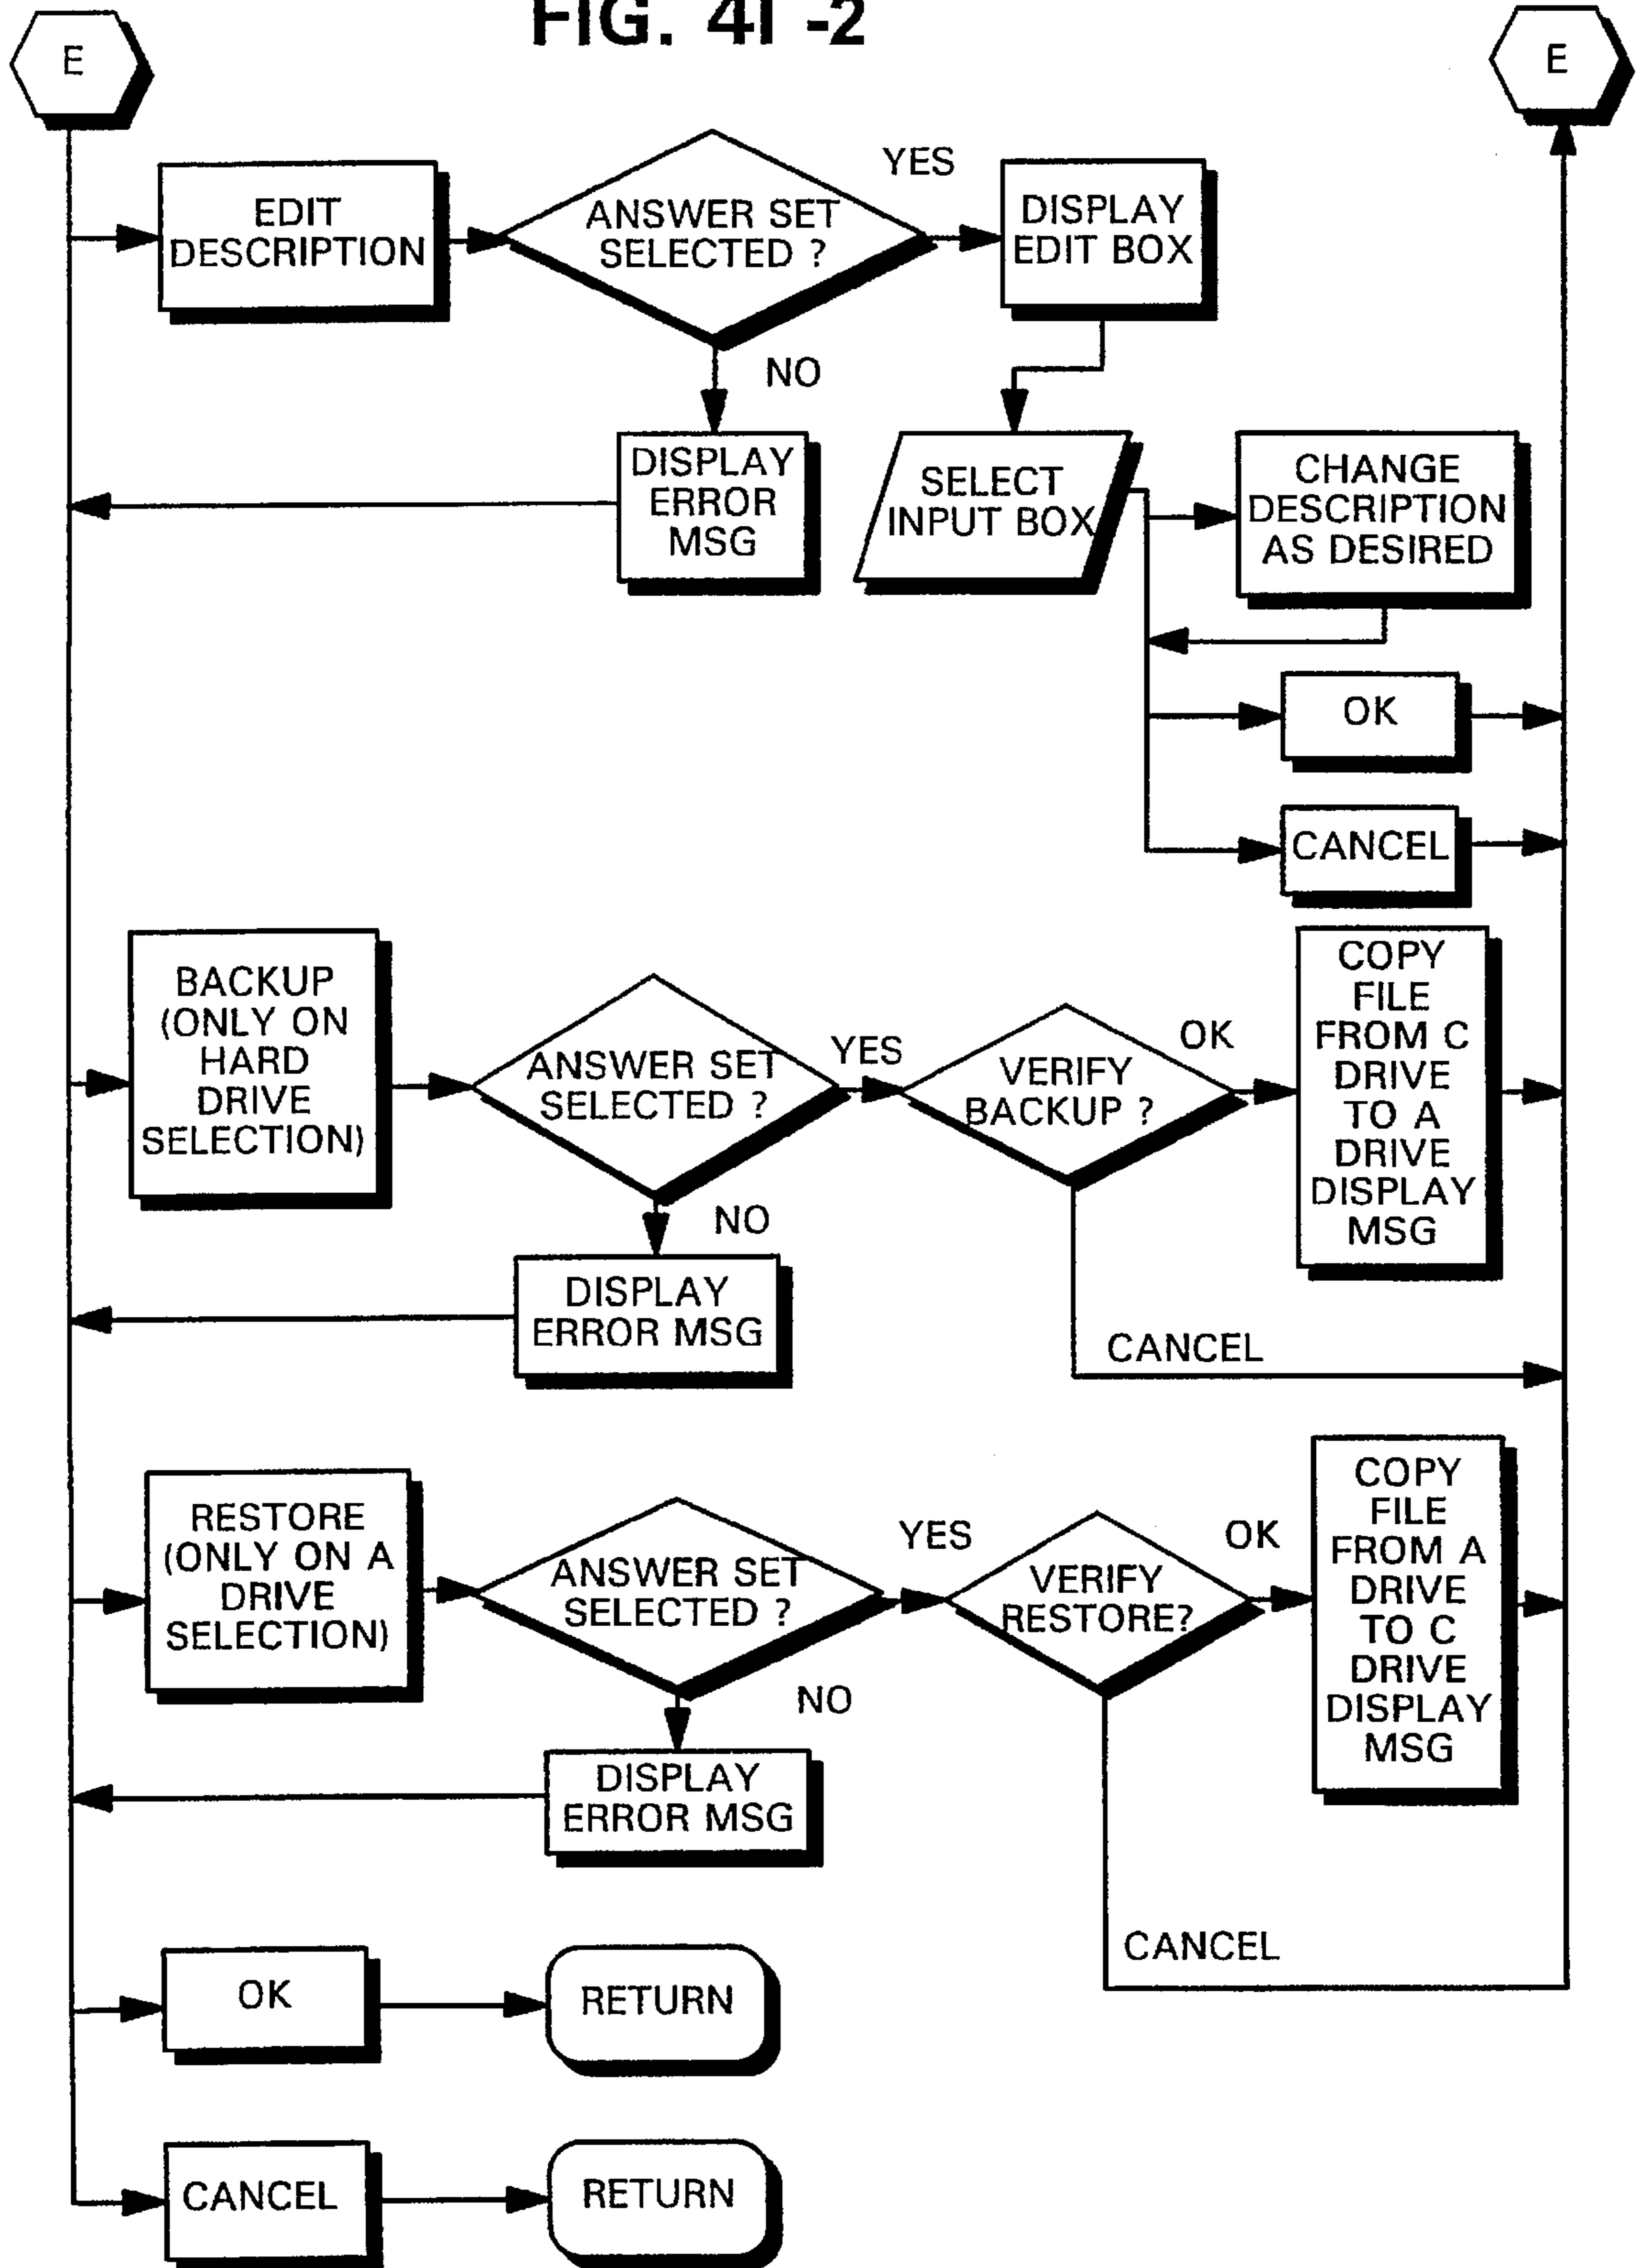 FIG. 4I -2
E
E
EDIT
DESCRIPTION
ANSWER SET
SELECTED ?
YES
DISPLAY
EDIT BOX
NO
DISPLAY
ERROR
MSG
SELECT
INPUT BOX
CHANGE
DESCRIPTION
AS DESIRED
OK
CANCEL
BACKUP
(ONLY ON
HARD
DRIVE
SELECTION)
ANSWER SET
SELECTED ?
YES
VERIFY
BACKUP ?
OK
COPY
FILE
FROM C
DRIVE
TO A
DRIVE
DISPLAY
MSG
NO
DISPLAY
ERROR MSG
CANCEL
RESTORE
(ONLY ON A
DRIVE
SELECTION)
ANSWER SET
SELECTED ?
YES
VERIFY
RESTORE?
OK
COPY
FILE
FROM A
DRIVE
TO C
DRIVE
DISPLAY
MSG
NO
DISPLAY
ERROR MSG
CANCEL
OK
RETURN
CANCEL
RETURN